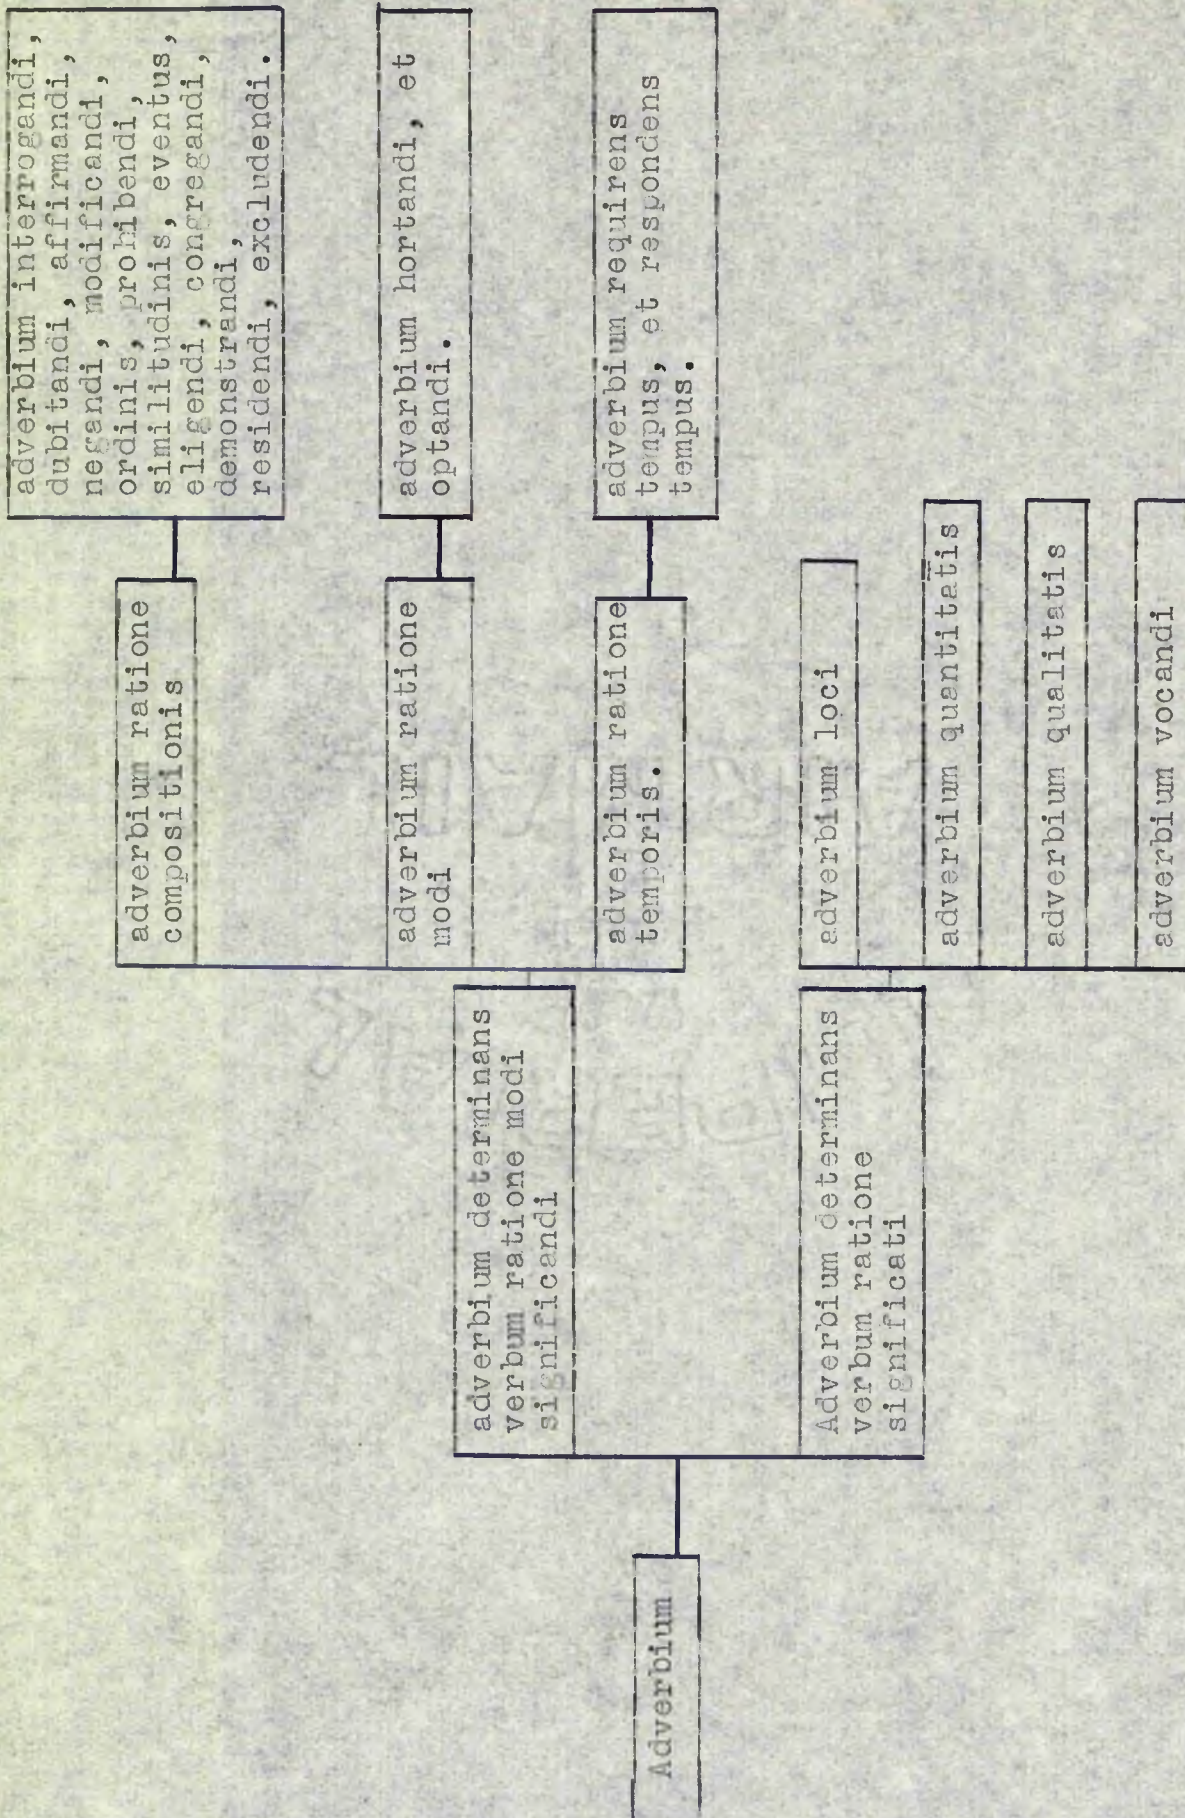 Adverbium
adverbium determinans
verbum ratione modi
significandi
adverbium ratione
compositionis
adverbium interrogandi,
dubitandi, affirmandi,
negandi, modificandi,
ordinis, prohibendi,
similitudinis, eventus,
eligendi, congregandi,
demonstrandi,
residendi, excludendi.
adverbium ratione
modi
adverbium hortandi, et
optandi.
adverbium ratione
temporis.
adverbium requirens
tempus, et respondens
tempus.
Adverbium determinans
verbum ratione
significati
adverbium loci
adverbium quantitatis
adverbium qualitatis
adverbium vocandi